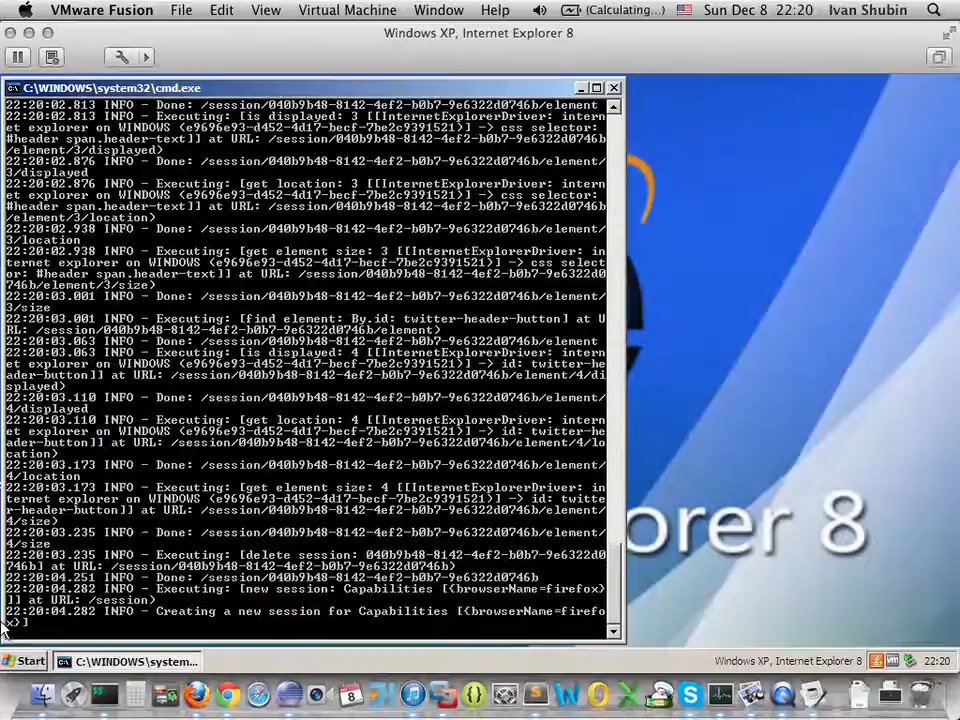 VMware Fusion File Edit View Virtual Machine Window Help (Calculating...) Sun Dec 8 22:20 Ivan Shubin
Windows XP, Internet Explorer 8
C:\WINDOWS\system32\cmd.exe
22:20:02.813 INFO - Done: /session/040b9b48-8142-4ef2-b0b7-9e6322d0746b/element
22:20:02.813 INFO - Executing: [is displayed: 3 [[InternetExplorerDriver: intern
et explorer on WINDOWS (e9696e93-d452-4d17-becf-7be2c9391521)] -> css selector:
#header span.header-text]] at URL: /session/040b9b48-8142-4ef2-b0b7-9e6322d0746b
/element/3/displayed)
22:20:02.876 INFO - Done: /session/040b9b48-8142-4ef2-b0b7-9e6322d0746b/element/
3/displayed
22:20:02.876 INFO - Executing: [get location: 3 [[InternetExplorerDriver: intern
et explorer on WINDOWS (e9696e93-d452-4d17-becf-7be2c9391521)] -> css selector:
#header span.header-text]] at URL: /session/040b9b48-8142-4ef2-b0b7-9e6322d0746b
/element/3/location)
22:20:02.938 INFO - Done: /session/040b9b48-8142-4ef2-b0b7-9e6322d0746b/element/
3/location
22:20:02.938 INFO - Executing: [get element size: 3 [[InternetExplorerDriver: in
ternet explorer on WINDOWS (e9696e93-d452-4d17-becf-7be2c9391521)] -> css select
or: #header span.header-text]] at URL: /session/040b9b48-8142-4ef2-b0b7-9e6322d0
746b/element/3/size)
22:20:03.001 INFO - Done: /session/040b9b48-8142-4ef2-b0b7-9e6322d0746b/element/
3/size
22:20:03.001 INFO - Executing: [find element: By.id: twitter-header-button] at U
RL: /session/040b9b48-8142-4ef2-b0b7-9e6322d0746b/element)
22:20:03.063 INFO - Done: /session/040b9b48-8142-4ef2-b0b7-9e6322d0746b/element
22:20:03.063 INFO - Executing: [is displayed: 4 [[InternetExplorerDriver: intern
et explorer on WINDOWS (e9696e93-d452-4d17-becf-7be2c9391521)] -> id: twitter-he
ader-button]] at URL: /session/040b9b48-8142-4ef2-b0b7-9e6322d0746b/element/4/di
splayed)
22:20:03.110 INFO - Done: /session/040b9b48-8142-4ef2-b0b7-9e6322d0746b/element/
4/displayed
22:20:03.110 INFO - Executing: [get location: 4 [[InternetExplorerDriver: intern
et explorer on WINDOWS (e9696e93-d452-4d17-becf-7be2c9391521)] -> id: twitter-he
ader-button]] at URL: /session/040b9b48-8142-4ef2-b0b7-9e6322d0746b/element/4/lo
cation)
22:20:03.173 INFO - Done: /session/040b9b48-8142-4ef2-b0b7-9e6322d0746b/element/
4/location
22:20:03.173 INFO - Executing: [get element size: 4 [[InternetExplorerDriver: in
ternet explorer on WINDOWS (e9696e93-d452-4d17-becf-7be2c9391521)] -> id: twitte
r-header-button]] at URL: /session/040b9b48-8142-4ef2-b0b7-9e6322d0746b/element/
4/size)
22:20:03.235 INFO - Done: /session/040b9b48-8142-4ef2-b0b7-9e6322d0746b/element/
4/size
22:20:03.235 INFO - Executing: [delete session: 040b9b48-8142-4ef2-b0b7-9e6322d0
746b] at URL: /session/040b9b48-8142-4ef2-b0b7-9e6322d0746b)
22:20:04.251 INFO - Done: /session/040b9b48-8142-4ef2-b0b7-9e6322d0746b
22:20:04.282 INFO - Executing: [new session: Capabilities [{browserName=firefox}
]] at URL: /session)
22:20:04.282 INFO - Creating a new session for Capabilities [{browserName=firefo
x}]
orer 8
Start C:\WINDOWS\system... Windows XP, Internet Explorer 8 22:20